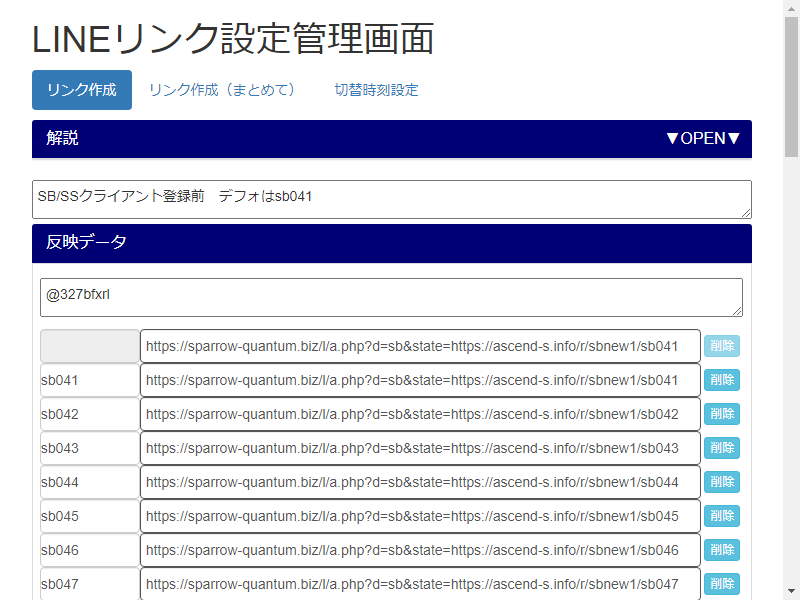 LINEリンク設定管理画面
リンク作成 リンク作成（まとめて） 切替時刻設定
解説 ▼OPEN▼
SB/SSクライアント登録前　デフォはsb041
反映データ
@327bfxrl
https://sparrow-quantum.biz/l/a.php?d=sb&state=https://ascend-s.info/r/sbnew1/sb041 削除
sb041 https://sparrow-quantum.biz/l/a.php?d=sb&state=https://ascend-s.info/r/sbnew1/sb041 削除
sb042 https://sparrow-quantum.biz/l/a.php?d=sb&state=https://ascend-s.info/r/sbnew1/sb042 削除
sb043 https://sparrow-quantum.biz/l/a.php?d=sb&state=https://ascend-s.info/r/sbnew1/sb043 削除
sb044 https://sparrow-quantum.biz/l/a.php?d=sb&state=https://ascend-s.info/r/sbnew1/sb044 削除
sb045 https://sparrow-quantum.biz/l/a.php?d=sb&state=https://ascend-s.info/r/sbnew1/sb045 削除
sb046 https://sparrow-quantum.biz/l/a.php?d=sb&state=https://ascend-s.info/r/sbnew1/sb046 削除
sb047 https://sparrow-quantum.biz/l/a.php?d=sb&state=https://ascend-s.info/r/sbnew1/sb047 削除